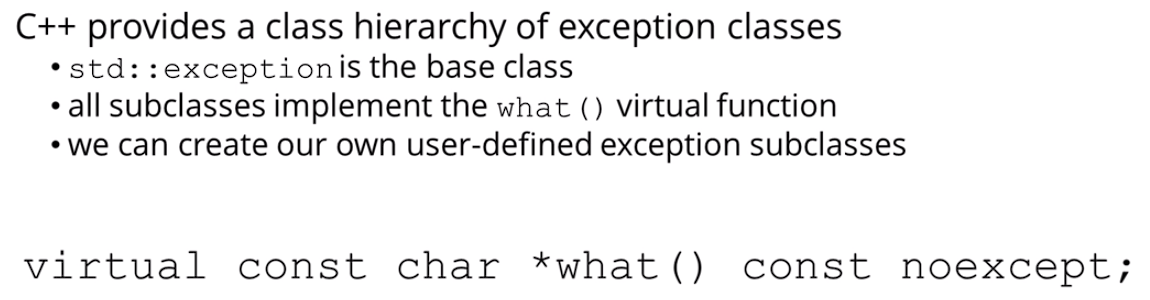 C++ provides a class hierarchy of exception classes
• std::exception is the base class
• all subclasses implement the what() virtual function
• we can create our own user-defined exception subclasses
virtual const char *what() const noexcept;